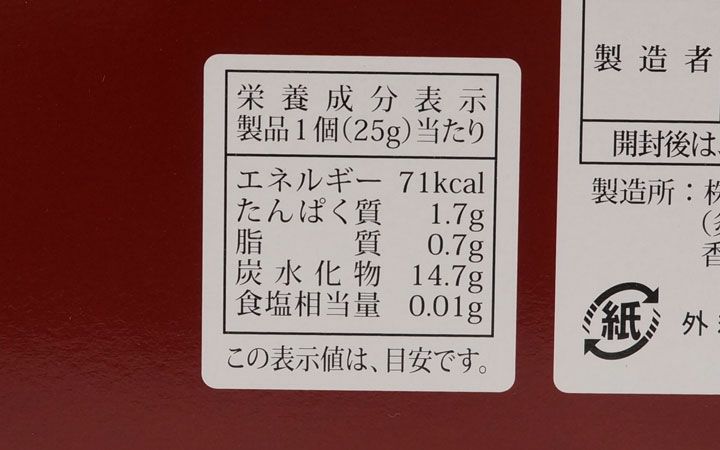 栄養成分表示
製品1個(25g)当たり
エネルギー 71kcal
たんぱく質 1.7g
脂質 0.7g
炭水化物 14.7g
食塩相当量 0.01g
この表示値は、目安です。
製造者
開封後は、
製造所：株
香
紙
外